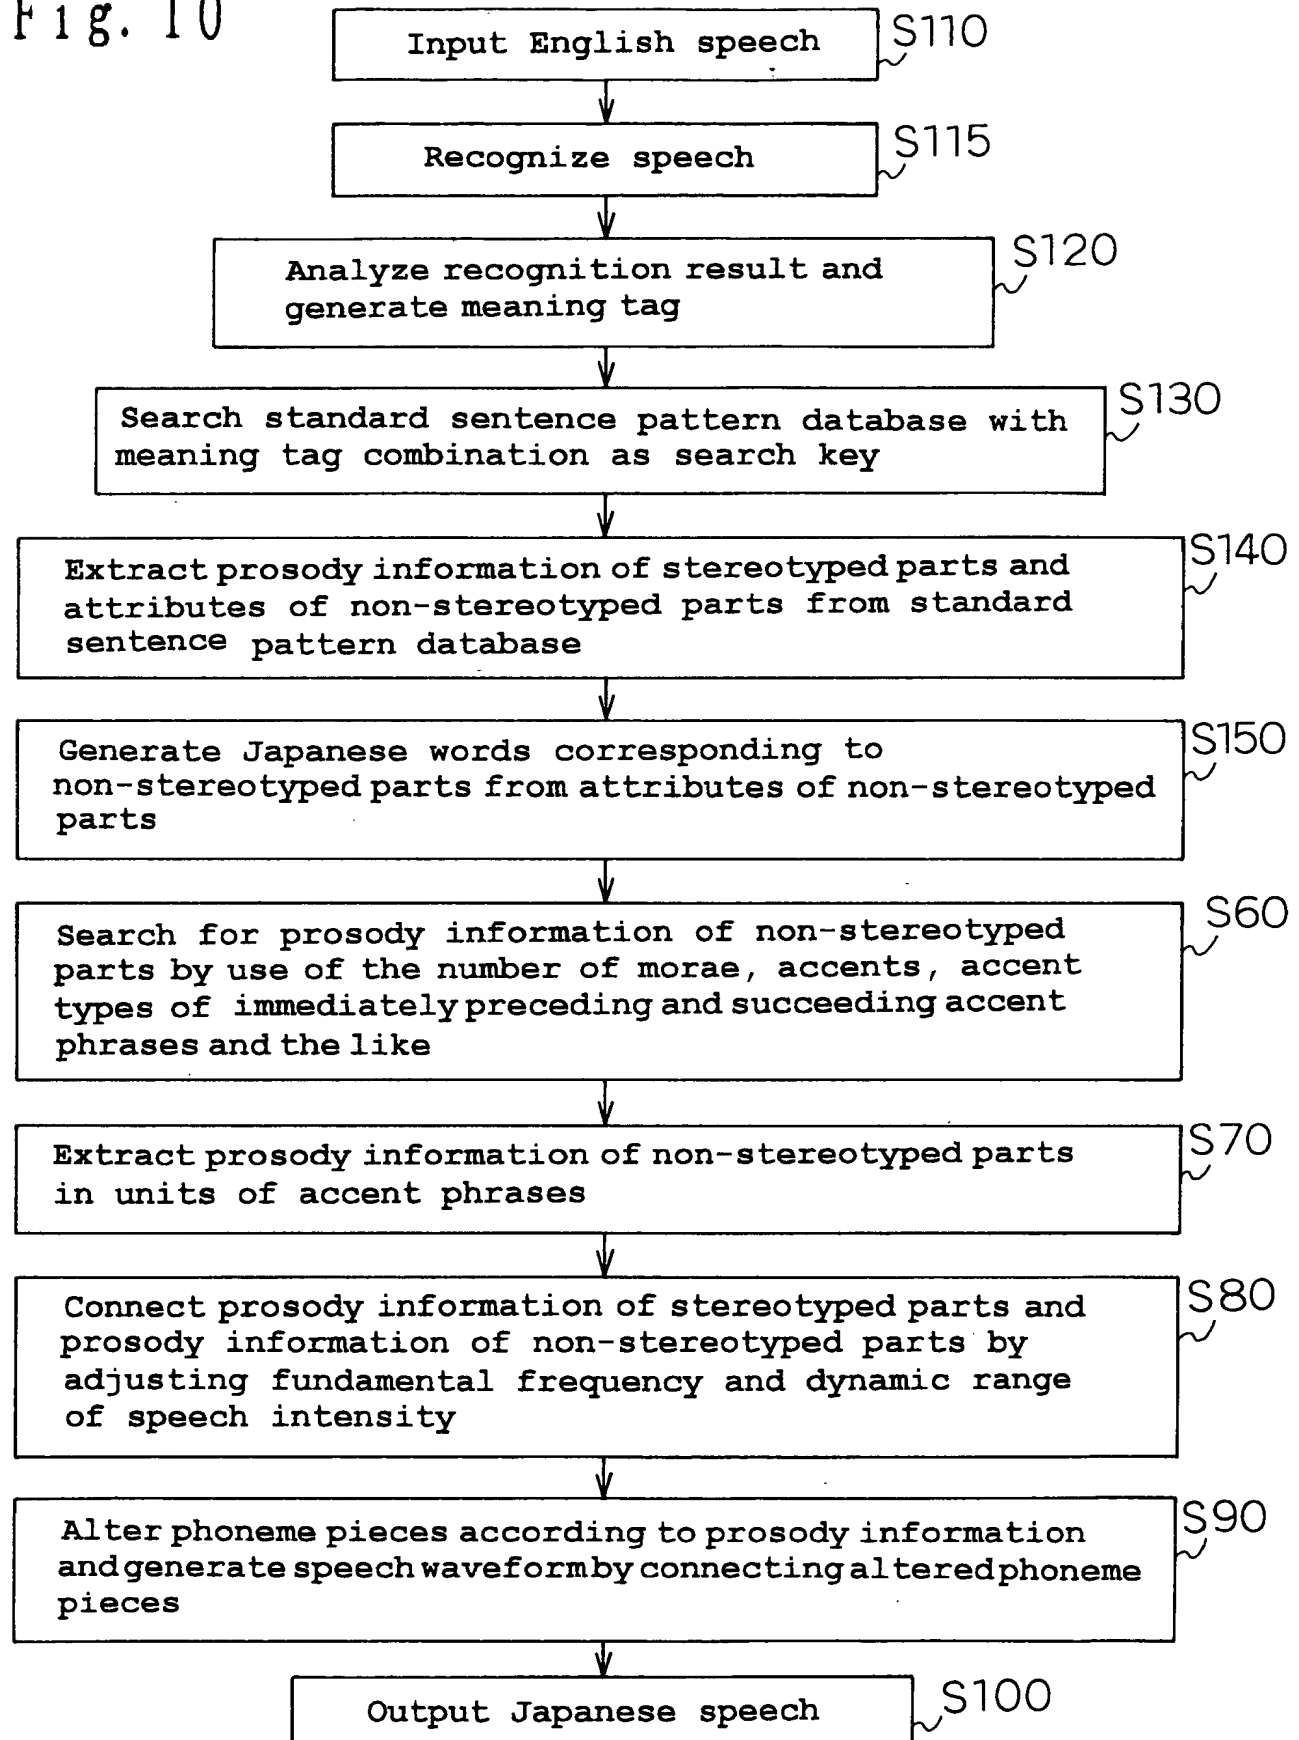 Fig. 10
Input English speech
S110
Recognize speech
S115
Analyze recognition result and
generate meaning tag
S120
Search standard sentence pattern database with
meaning tag combination as search key
S130
Extract prosody information of stereotyped parts and
attributes of non-stereotyped parts from standard
sentence pattern database
S140
Generate Japanese words corresponding to
non-stereotyped parts from attributes of non-stereotyped
parts
S150
Search for prosody information of non-stereotyped
parts by use of the number of morae, accents, accent
types of immediately preceding and succeeding accent
phrases and the like
S60
Extract prosody information of non-stereotyped parts
in units of accent phrases
S70
Connect prosody information of stereotyped parts and
prosody information of non-stereotyped parts by
adjusting fundamental frequency and dynamic range
of speech intensity
S80
Alter phoneme pieces according to prosody information
and generate speech waveform by connecting altered phoneme
pieces
S90
Output Japanese speech
S100